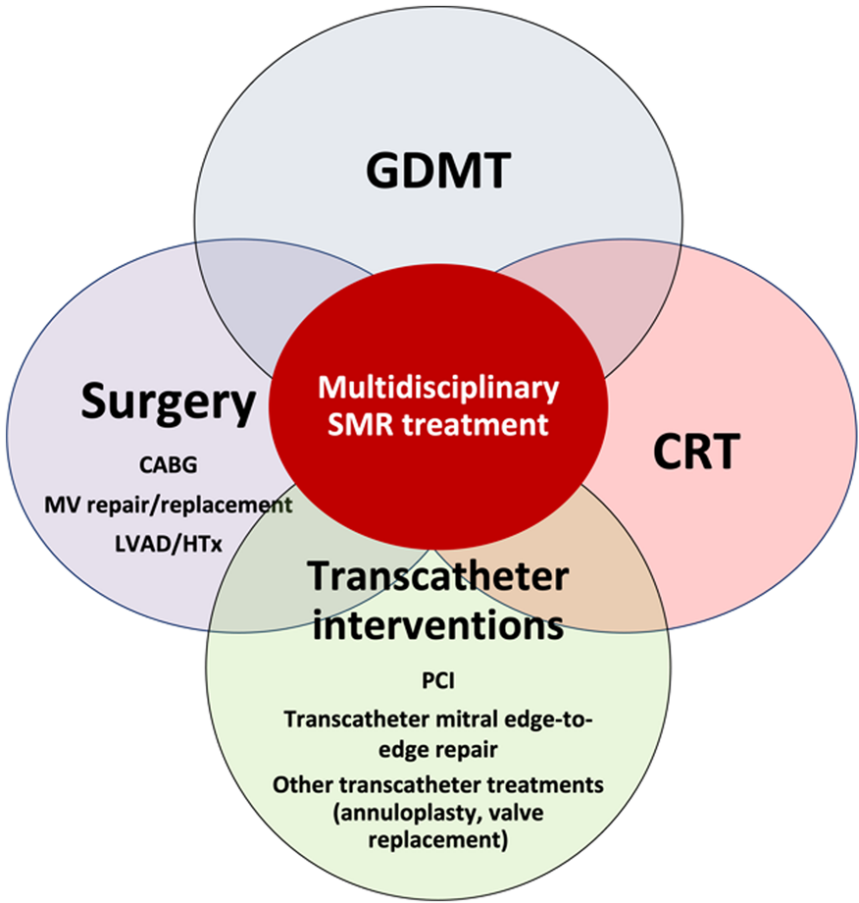 GDMT
Multidisciplinary
SMR treatment
Surgery
CABG
MV repair/replacement
LVAD/HTx
CRT
Transcatheter
interventions
PCI
Transcatheter mitral edge-to-
edge repair
Other transcatheter treatments
(annuloplasty, valve
replacement)